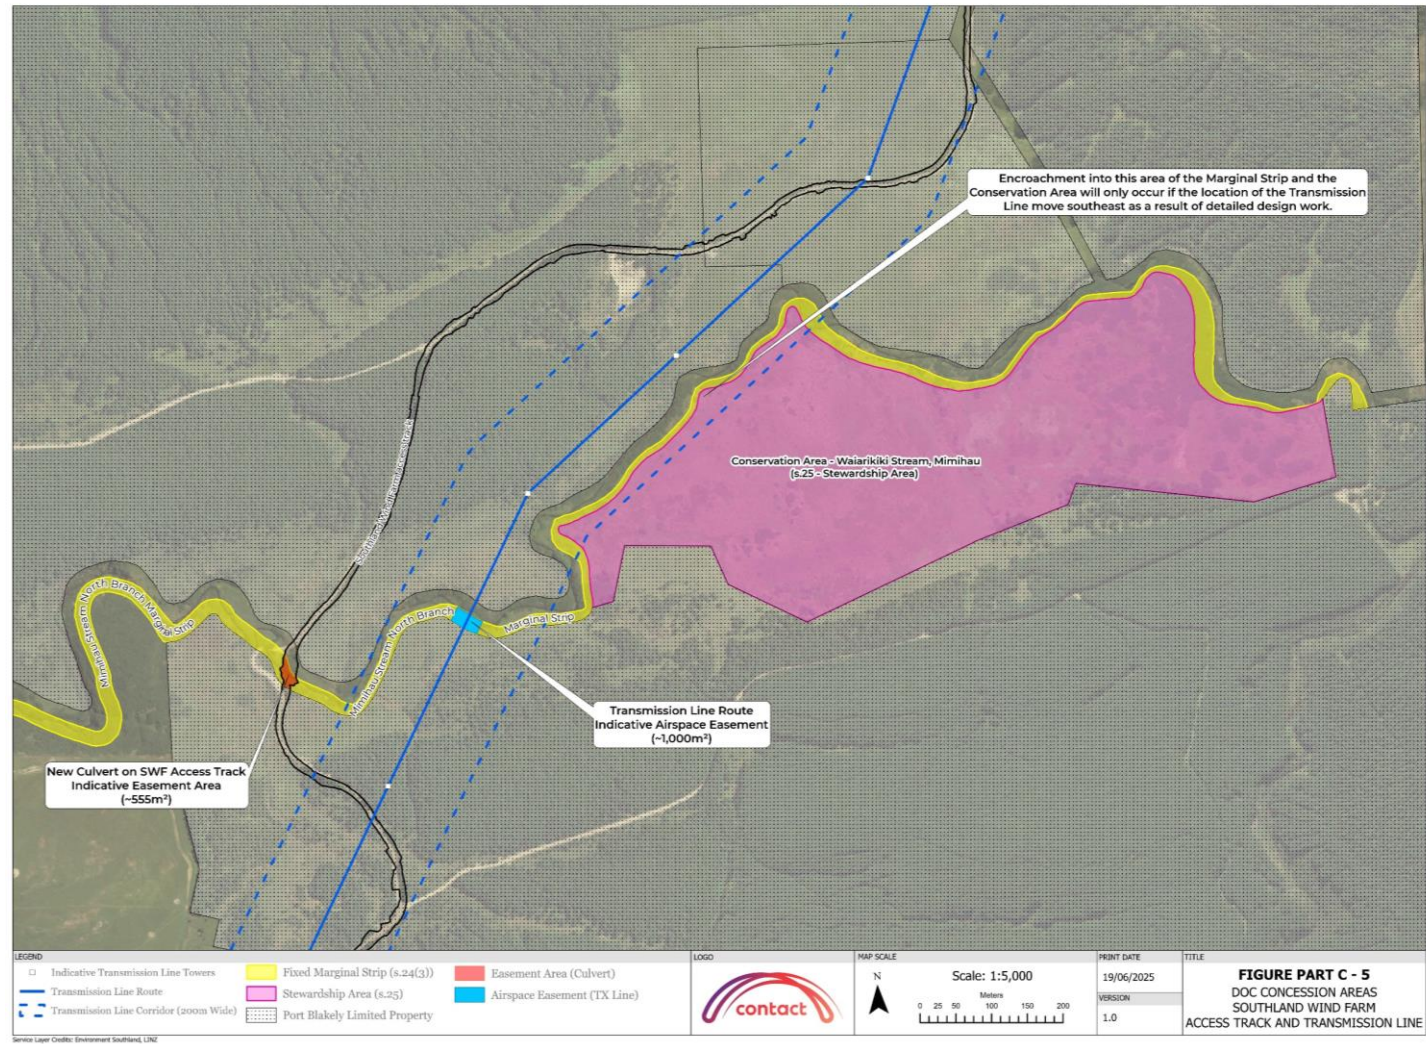 Encroachment into this area of the Marginal Strip and the
Conservation Area will only occur if the location of the Transmission
Line move southeast as a result of detailed design work.
Southland Wind Farm access track
Conservation Area - Waiarikiki Stream, Mimihau
(s.25 - Stewardship Area)
Mimihau Stream North Branch Marginal Strip
Mimihau Stream North Branch
Marginal Strip
Transmission Line Route
Indicative Airspace Easement
(~1,000m²)
New Culvert on SWF Access Track
Indicative Easement Area
(~555m²)
LEGEND
Indicative Transmission Line Towers
Transmission Line Route
Transmission Line Corridor (200m Wide)
Fixed Marginal Strip (s.24(3))
Stewardship Area (s.25)
Port Blakely Limited Property
Easement Area (Culvert)
Airspace Easement (TX Line)
LOGO
contact
MAP SCALE
N
Scale: 1:5,000
Meters
0 25 50 100 150 200
PRINT DATE
19/06/2025
VERSION
1.0
TITLE
FIGURE PART C - 5
DOC CONCESSION AREAS
SOUTHLAND WIND FARM
ACCESS TRACK AND TRANSMISSION LINE
Service Layer Credits: Environment Southland, LINZ